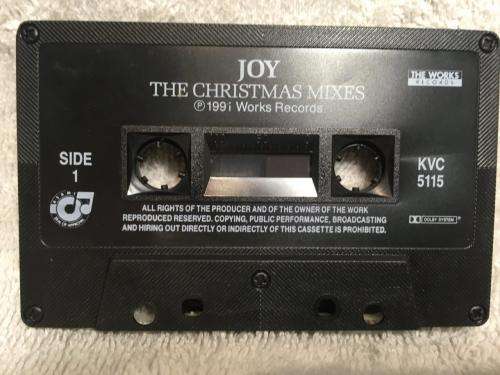 JOY
THE CHRISTMAS MIXES
℗ 1991 Works Records
THE WORKS
RECORDS
SIDE
1
KVC
5115
ALL RIGHTS OF THE PRODUCER AND OF THE OWNER OF THE WORK
REPRODUCED RESERVED. COPYING, PUBLIC PERFORMANCE, BROADCASTING
AND HIRING OUT DIRECTLY OR INDIRECTLY OF THIS CASSETTE IS PROHIBITED.
DOLBY SYSTEM